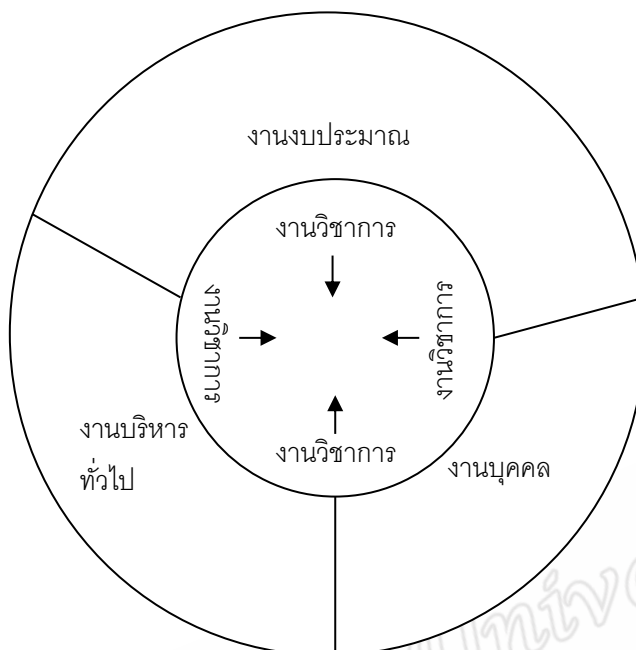 งานงบประมาณ
งานวิชาการ
งานวิชาการ
งานวิชาการ
งานบริหาร
ทั่วไป
งานวิชาการ
งานบุคคล